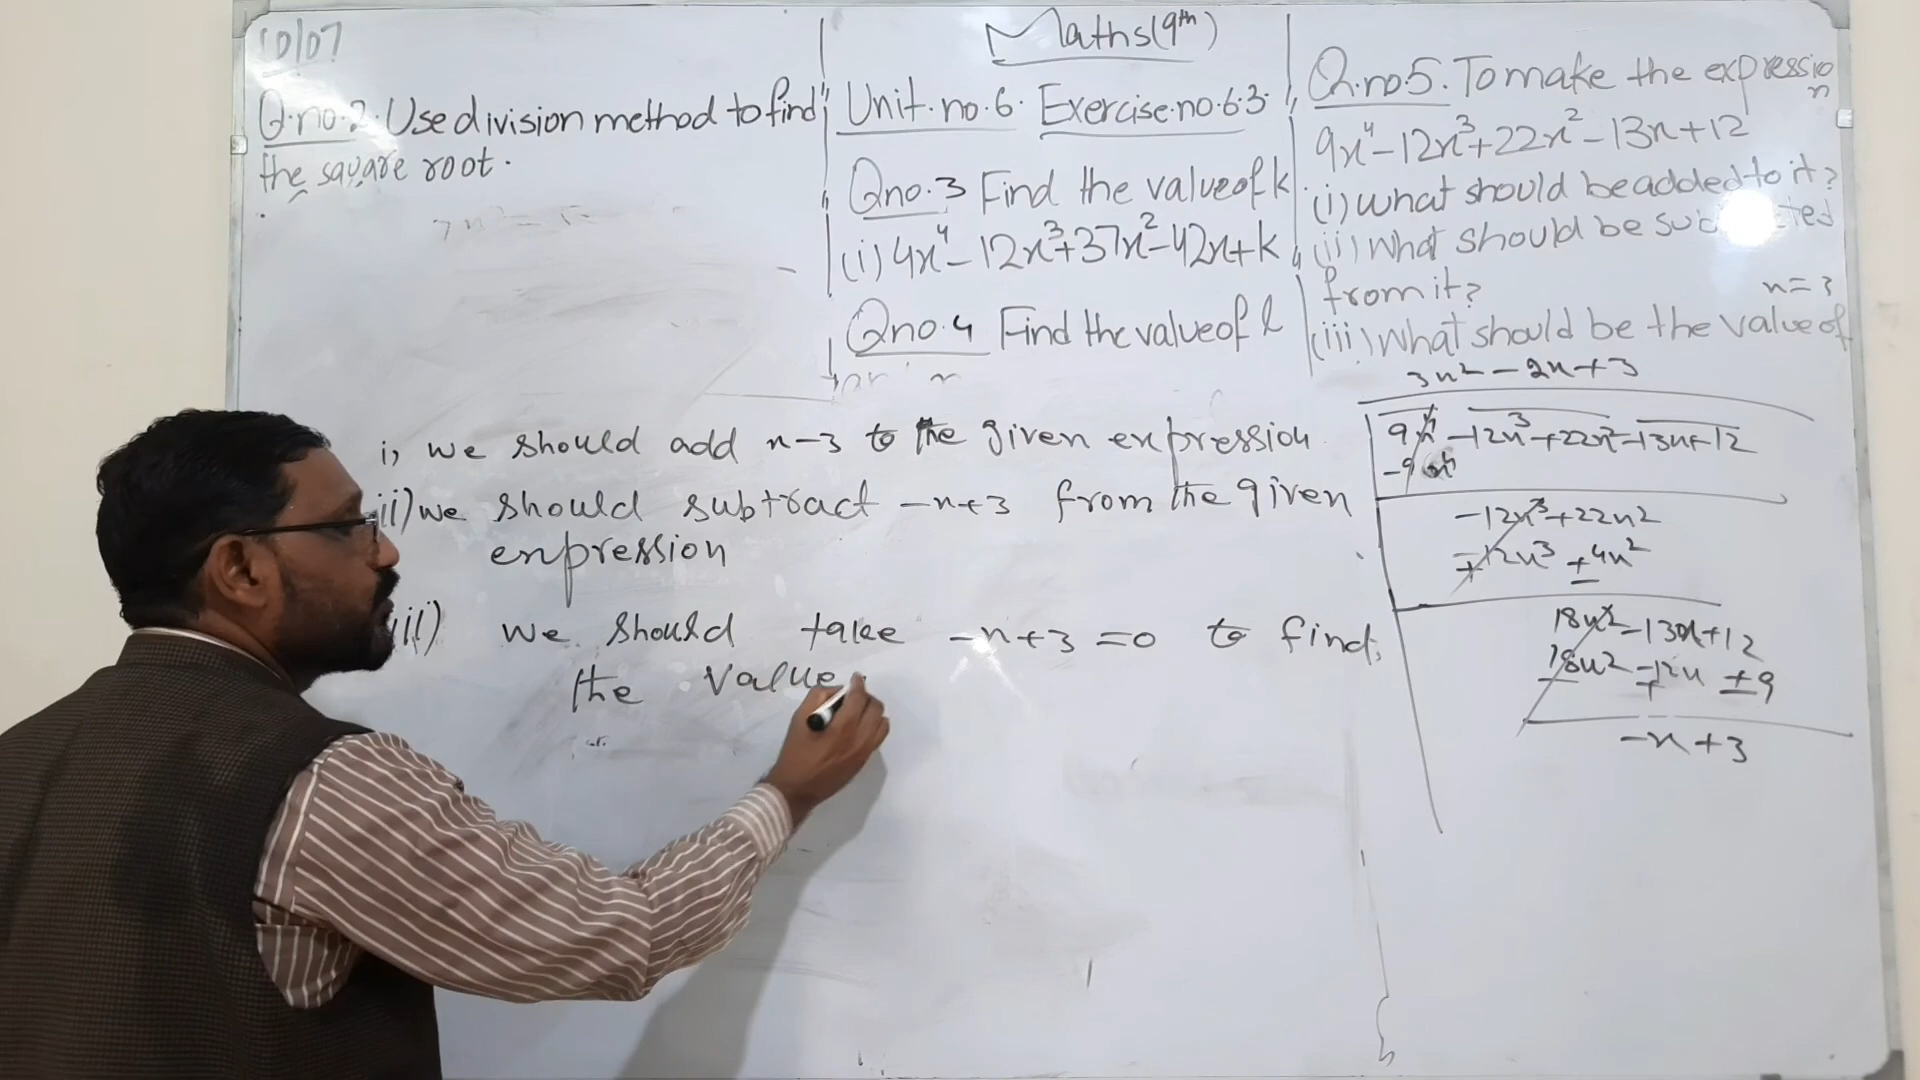 10/07
Maths(9th)
Q.no.2. Use division method to find
the square root.
Unit.no.6. Exercise.no.6.3.
Qno.3 Find the value of k
(i) 4x⁴-12x³+37x²-42x+k
Qno.4 Find the value of l
Q.no.5. To make the expression
9x⁴-12x³+22x²-13x+12
(i) what should be added to it?
(ii) What should be
from it?
x=3
(iii) What should be the value of
i, we should add x-3 to the given expression
ii) we should subtract -x+3 from the given
expression
iii) we should take -x+3=0 to find,
the value
3x²-2x+3
9x⁴-12x³+22x²-13x+12
-9x⁴
-12x³+22x²
-12x³ +4x²
18x²-13x+12
18x²-12x±9
-x+3